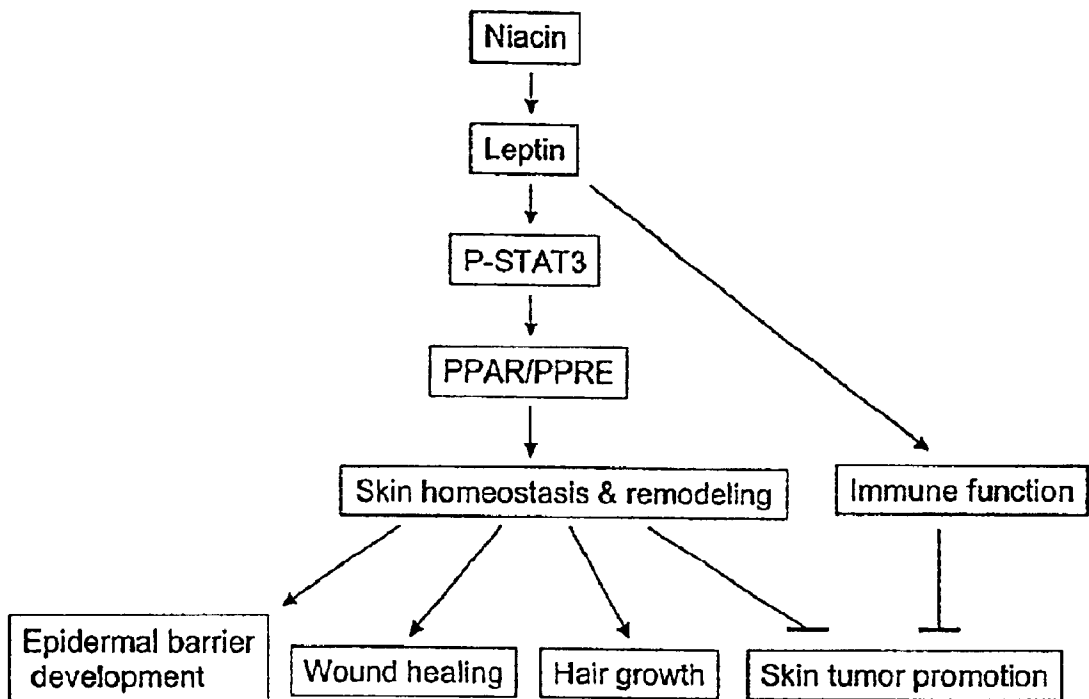 Niacin
Leptin
P-STAT3
PPAR/PPRE
Skin homeostasis & remodeling
Immune function
Epidermal barrier
development
Wound healing
Hair growth
Skin tumor promotion